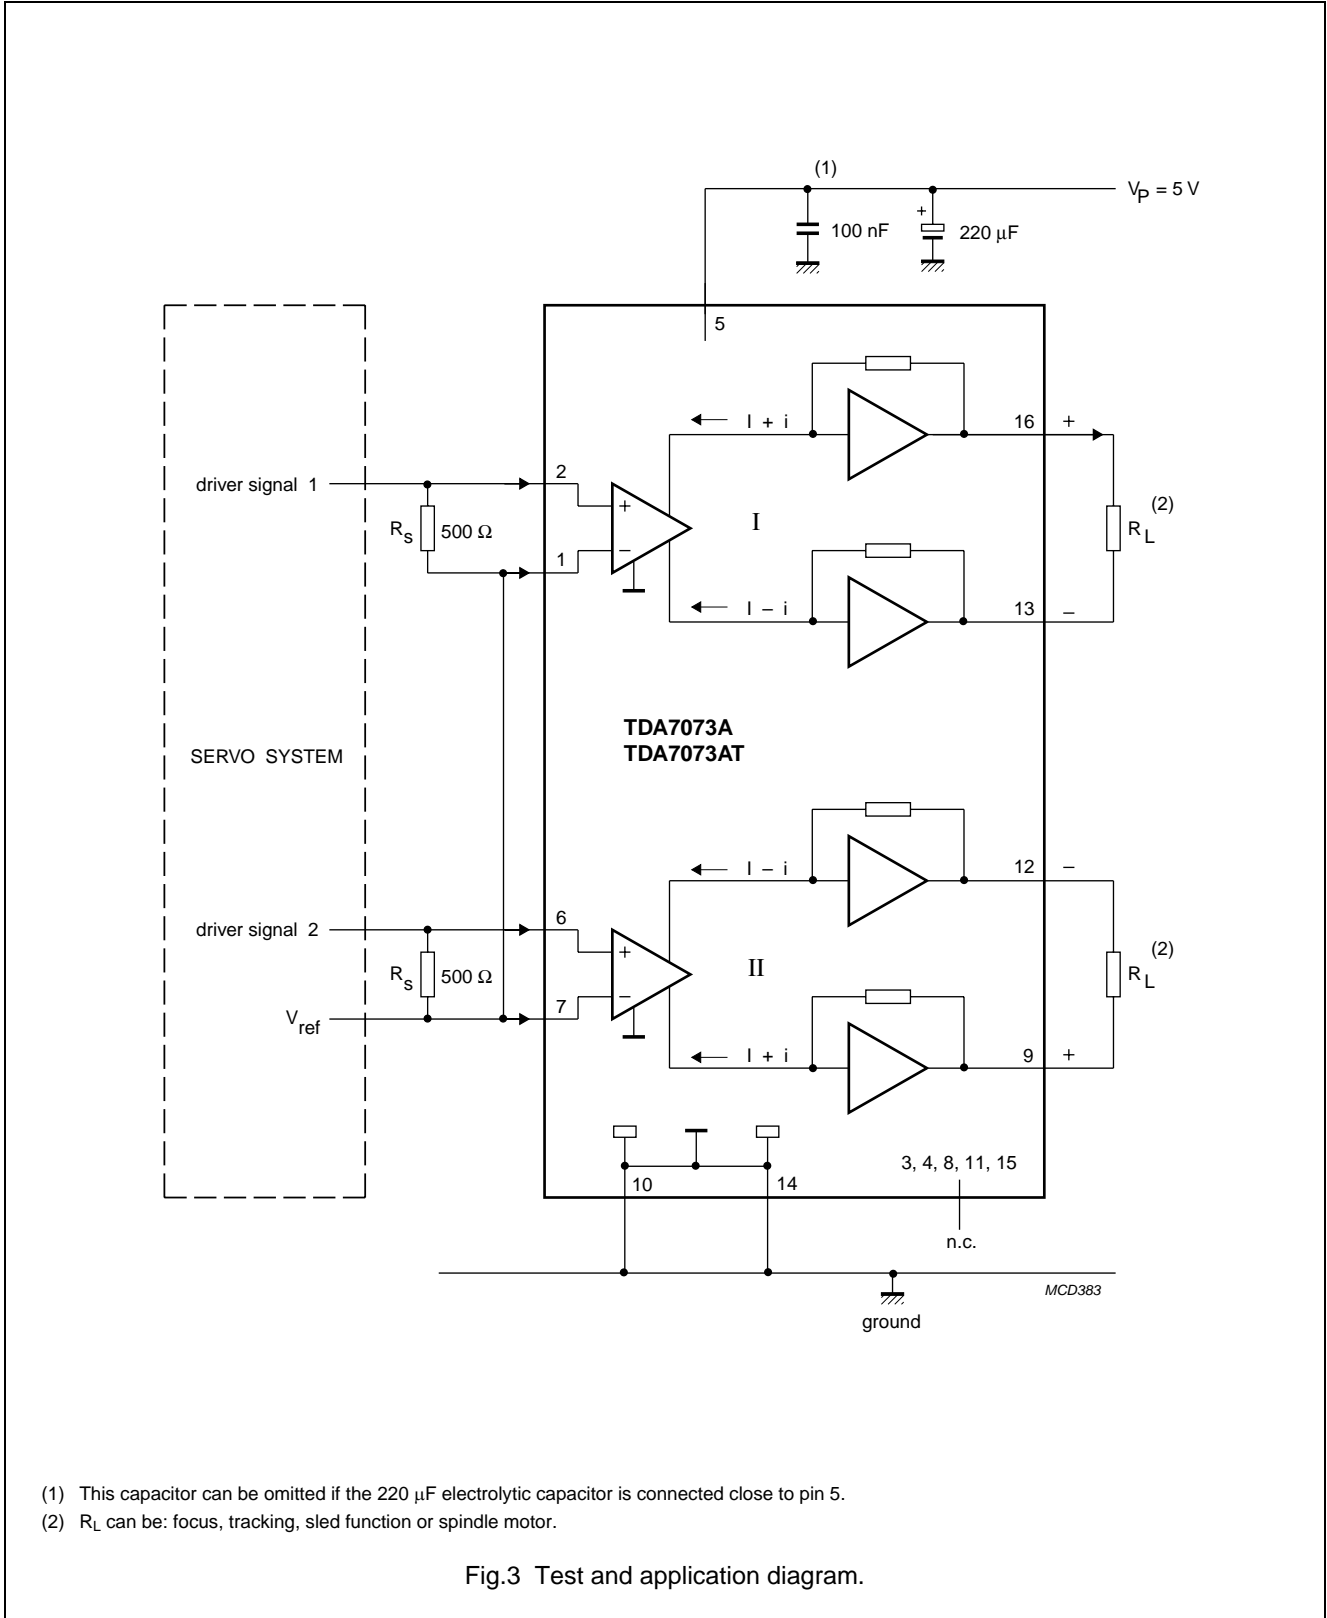 (1)
V_P = 5 V
+
100 nF
220 μF
5
I + i
16 +
driver signal 1
2
+
R_s 500 Ω
I
(2)
R_L
−
1
I − i
13 −
TDA7073A
TDA7073AT
SERVO SYSTEM
I − i
12 −
driver signal 2
6
+
R_s 500 Ω
II
(2)
R_L
−
7
V_ref
I + i
9 +
3, 4, 8, 11, 15
10
14
n.c.
MCD383
ground
(1) This capacitor can be omitted if the 220 μF electrolytic capacitor is connected close to pin 5.
(2) R_L can be: focus, tracking, sled function or spindle motor.
Fig.3 Test and application diagram.